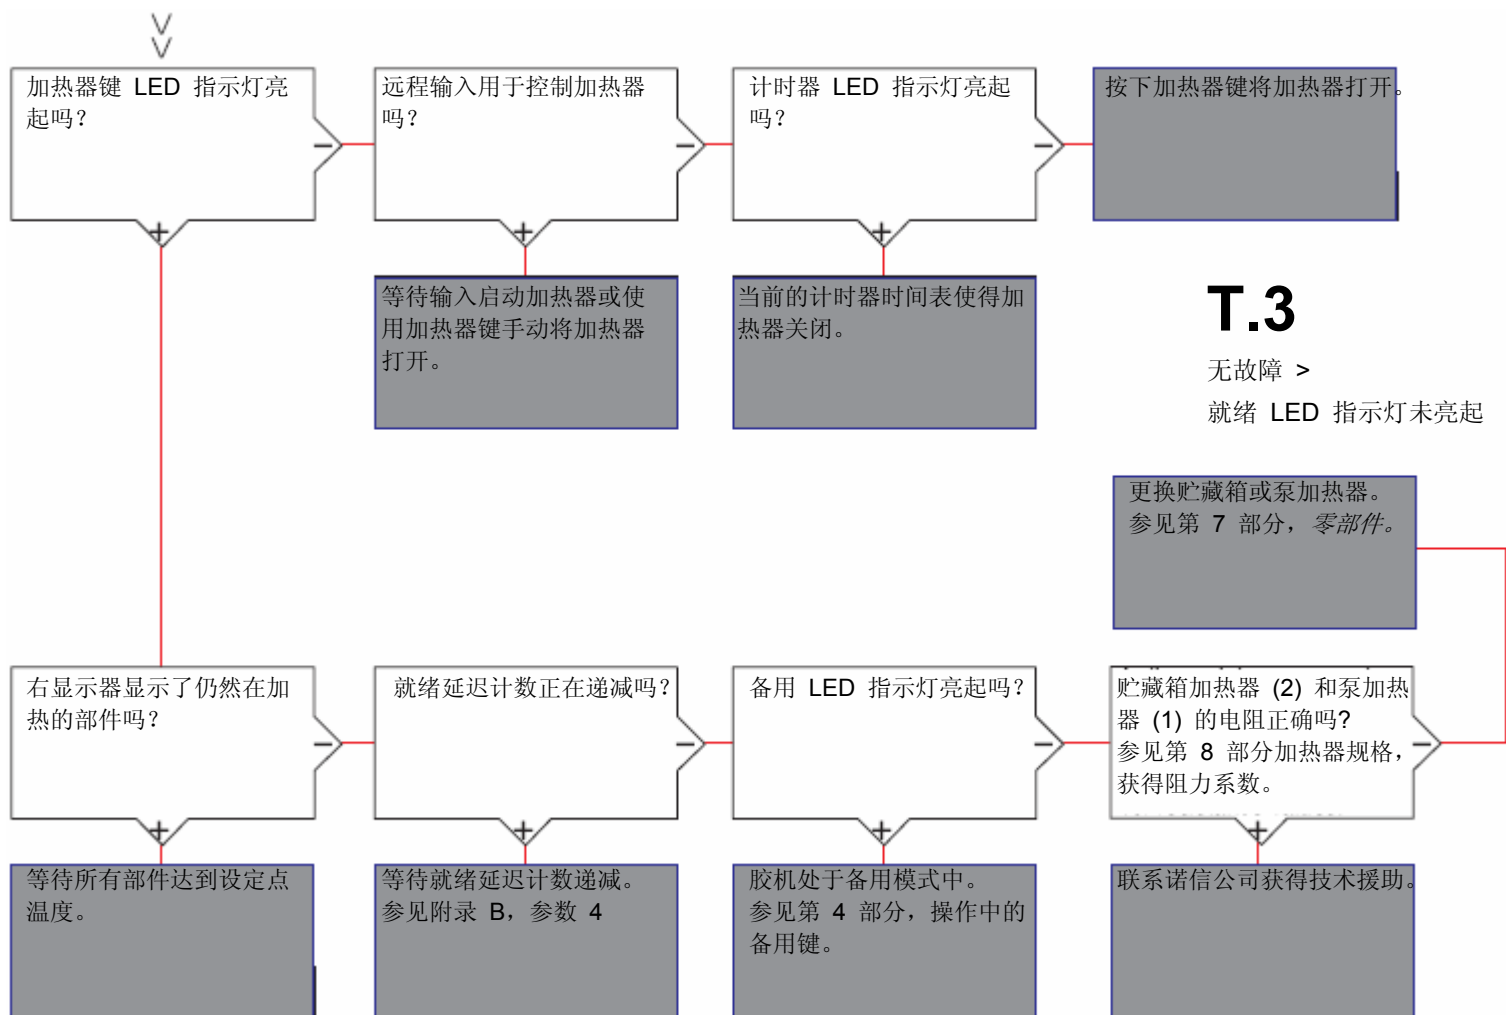 加热器键 LED 指示灯亮
起吗？
远程输入用于控制加热器
吗？
计时器 LED 指示灯亮起
吗？
按下加热器键将加热器打开。
等待输入启动加热器或使
用加热器键手动将加热器
打开。
当前的计时器时间表使得加
热器关闭。
T.3
无故障 >
就绪 LED 指示灯未亮起
更换贮藏箱或泵加热器。
参见第 7 部分，零部件。
右显示器显示了仍然在加
热的部件吗？
就绪延迟计数正在递减吗？
备用 LED 指示灯亮起吗？
贮藏箱加热器 (2) 和泵加热
器 (1) 的电阻正确吗?
参见第 8 部分加热器规格，
获得阻力系数。
等待所有部件达到设定点
温度。
等待就绪延迟计数递减。
参见附录 B，参数 4
胶机处于备用模式中。
参见第 4 部分，操作中的
备用键。
联系诺信公司获得技术援助。